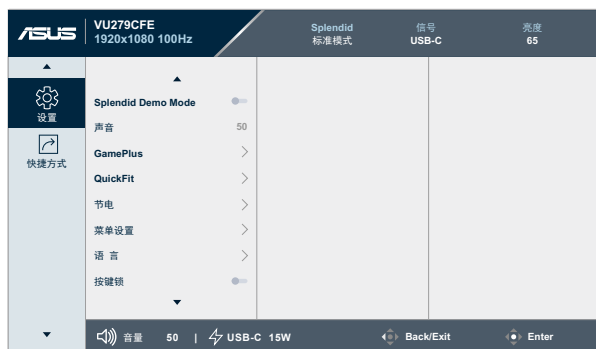 ASUS
VU279CFE
1920x1080 100Hz
Splendid
标准模式
信号
USB-C
亮度
65
设置
快捷方式
Splendid Demo Mode
声音 50
GamePlus
QuickFit
节电
菜单设置
语 言
按键锁
音量 50 | USB-C 15W
Back/Exit
Enter